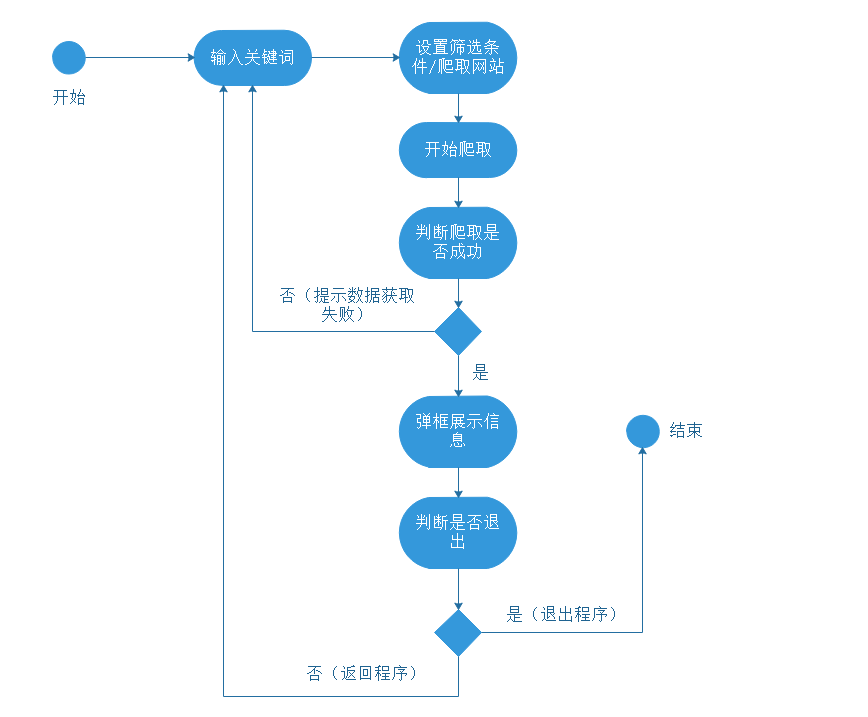 输入关键词
设置筛选条
件/爬取网站
开始
开始爬取
判断爬取是
否成功
否（提示数据获取
失败）
是
弹框展示信
息
结束
判断是否退
出
是（退出程序）
否（返回程序）